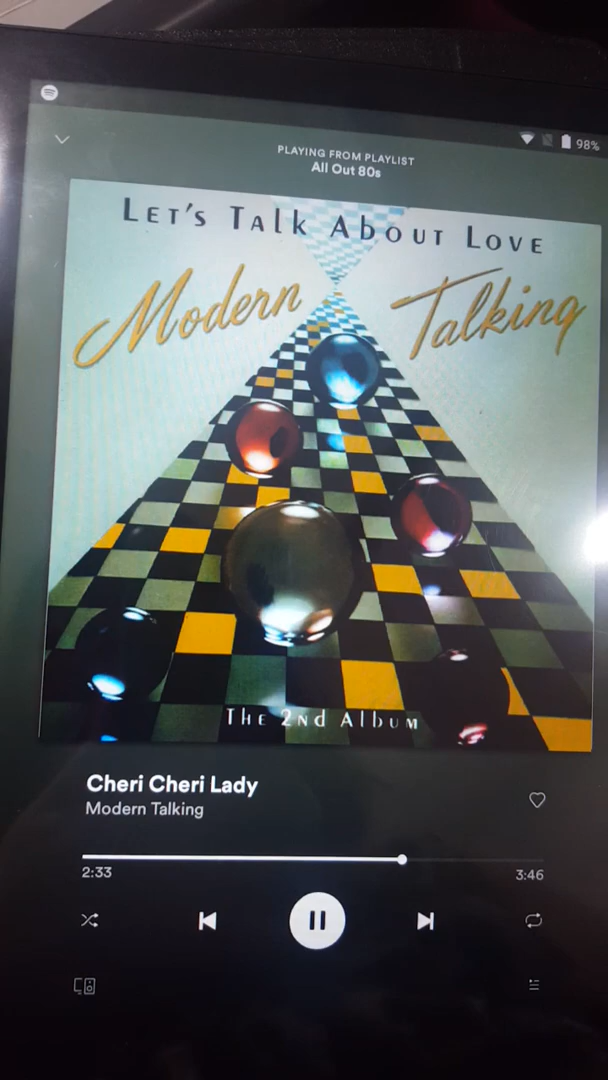 98%
PLAYING FROM PLAYLIST
All Out 80s
LET'S TALK ABOUT LOVE
Modern Talking
THE 2ND ALBUM
Cheri Cheri Lady
Modern Talking
2:33 3:46